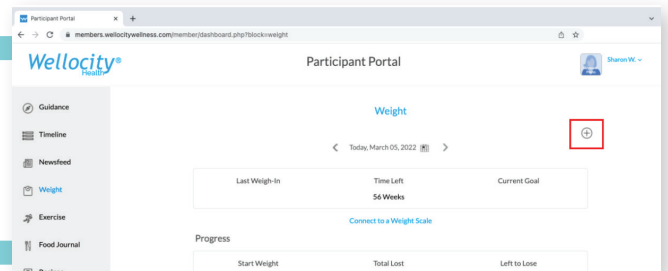 Participant Portal
members.wellocitywellness.com/member/dashboard.php?block=weight
Wellocity®
Health
Participant Portal
Sharon W.
Guidance
Weight
Timeline
Today, March 05, 2022
Newsfeed
Last Weigh-In Time Left Current Goal
56 Weeks
Weight
Connect to a Weight Scale
Exercise
Progress
Food Journal
Start Weight Total Lost Left to Lose